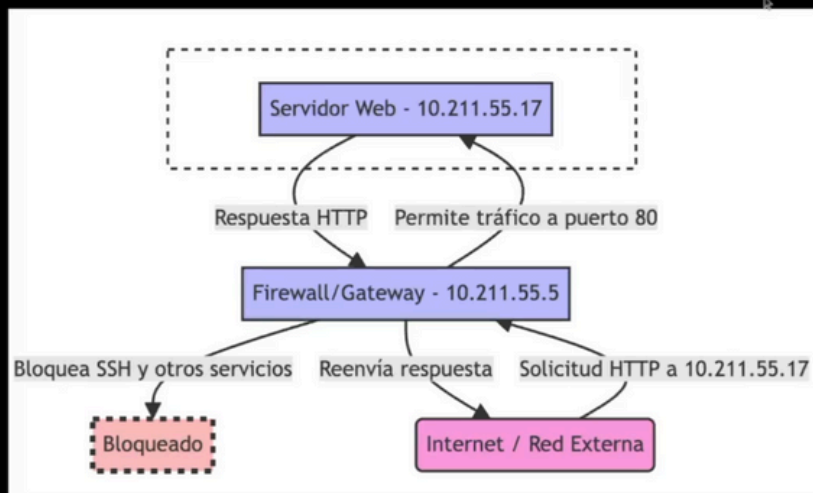 Servidor Web - 10.211.55.17
Respuesta HTTP
Permite tráfico a puerto 80
Firewall/Gateway - 10.211.55.5
Bloquea SSH y otros servicios
Reenvía respuesta
Solicitud HTTP a 10.211.55.17
Bloqueado
Internet / Red Externa